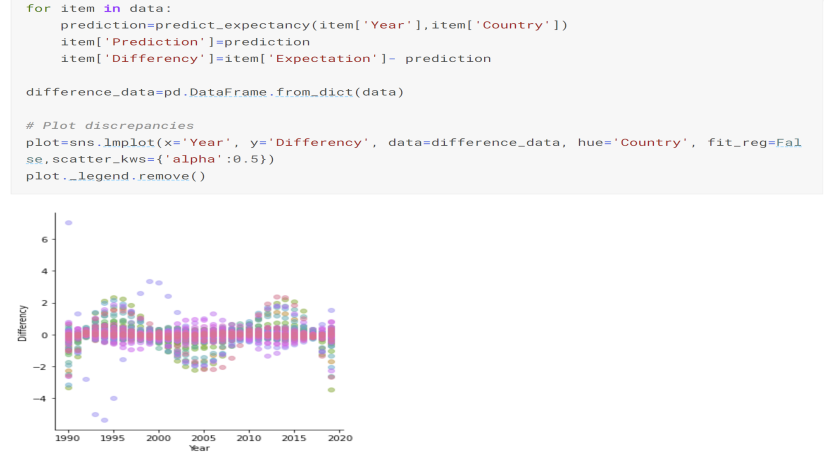 for item in data:
    prediction=predict_expectancy(item['Year'],item['Country'])
    item['Prediction']=prediction
    item['Differency']=item['Expectation']- prediction
difference_data=pd.DataFrame.from_dict(data)
# Plot discrepancies
plot=sns.lmplot(x='Year', y='Differency', data=difference_data, hue='Country', fit_reg=Fal
se,scatter_kws={'alpha':0.5})
plot._legend.remove()
6
4
2
0
−2
−4
Differency
1990 1995 2000 2005 2010 2015 2020
Year